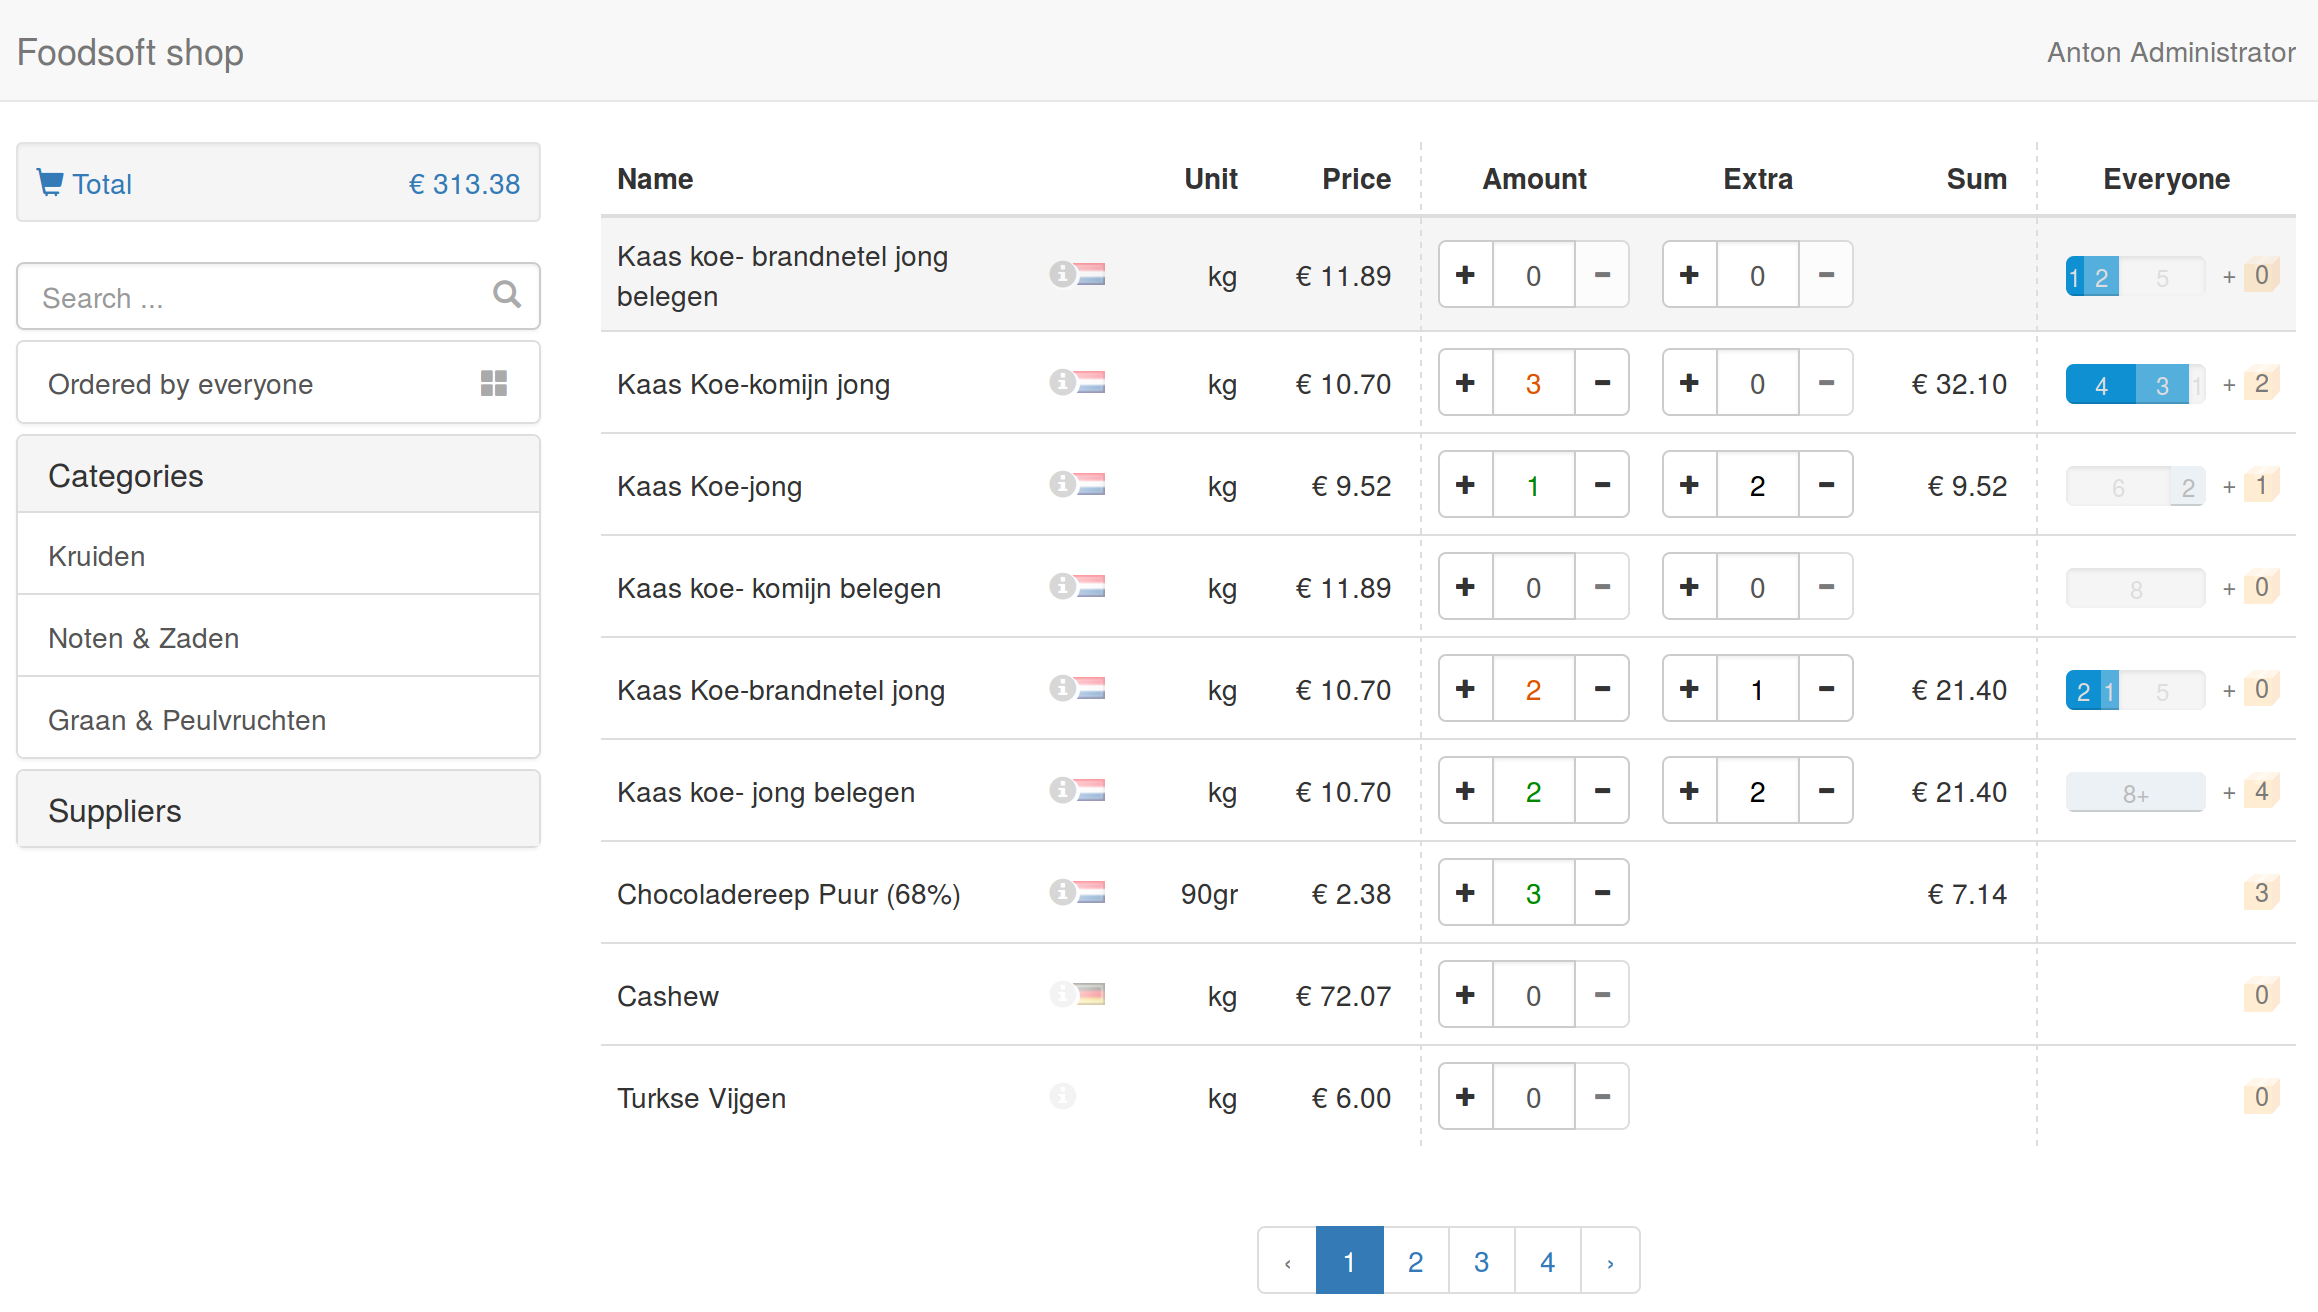 Foodsoft shop
Anton Administrator
Total € 313.38
Search ...
Ordered by everyone
Categories
Kruiden
Noten & Zaden
Graan & Peulvruchten
Suppliers
Name Unit Price Amount Extra Sum Everyone
Kaas koe- brandnetel jong
belegen
kg € 11.89 + 0 − + 0 − 1 2 5 + 0
Kaas Koe-komijn jong kg € 10.70 + 3 − + 0 − € 32.10 4 3 1 + 2
Kaas Koe-jong kg € 9.52 + 1 − + 2 − € 9.52 6 2 + 1
Kaas koe- komijn belegen kg € 11.89 + 0 − + 0 − 8 + 0
Kaas Koe-brandnetel jong kg € 10.70 + 2 − + 1 − € 21.40 2 1 5 + 0
Kaas koe- jong belegen kg € 10.70 + 2 − + 2 − € 21.40 8+ + 4
Chocoladereep Puur (68%) 90gr € 2.38 + 3 − € 7.14 3
Cashew kg € 72.07 + 0 − 0
Turkse Vijgen kg € 6.00 + 0 − 0
‹ 1 2 3 4 ›